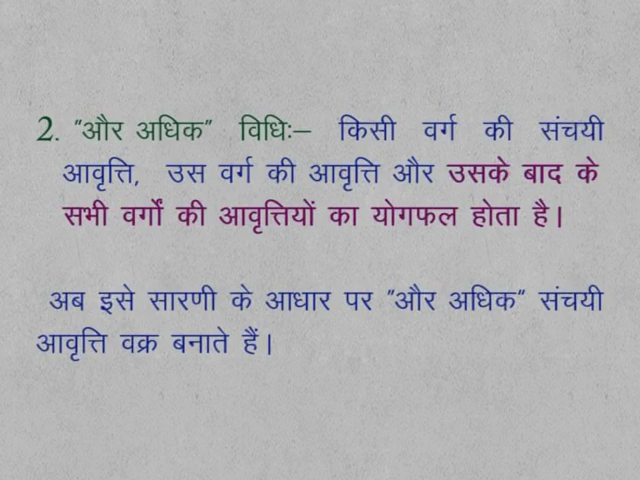 2. "और अधिक" विधिः– किसी वर्ग की संचयी
आवृत्ति, उस वर्ग की आवृत्ति और उसके बाद के
सभी वर्गों की आवृत्तियों का योगफल होता है।
अब इसे सारणी के आधार पर "और अधिक" संचयी
आवृत्ति वक्र बनाते हैं।